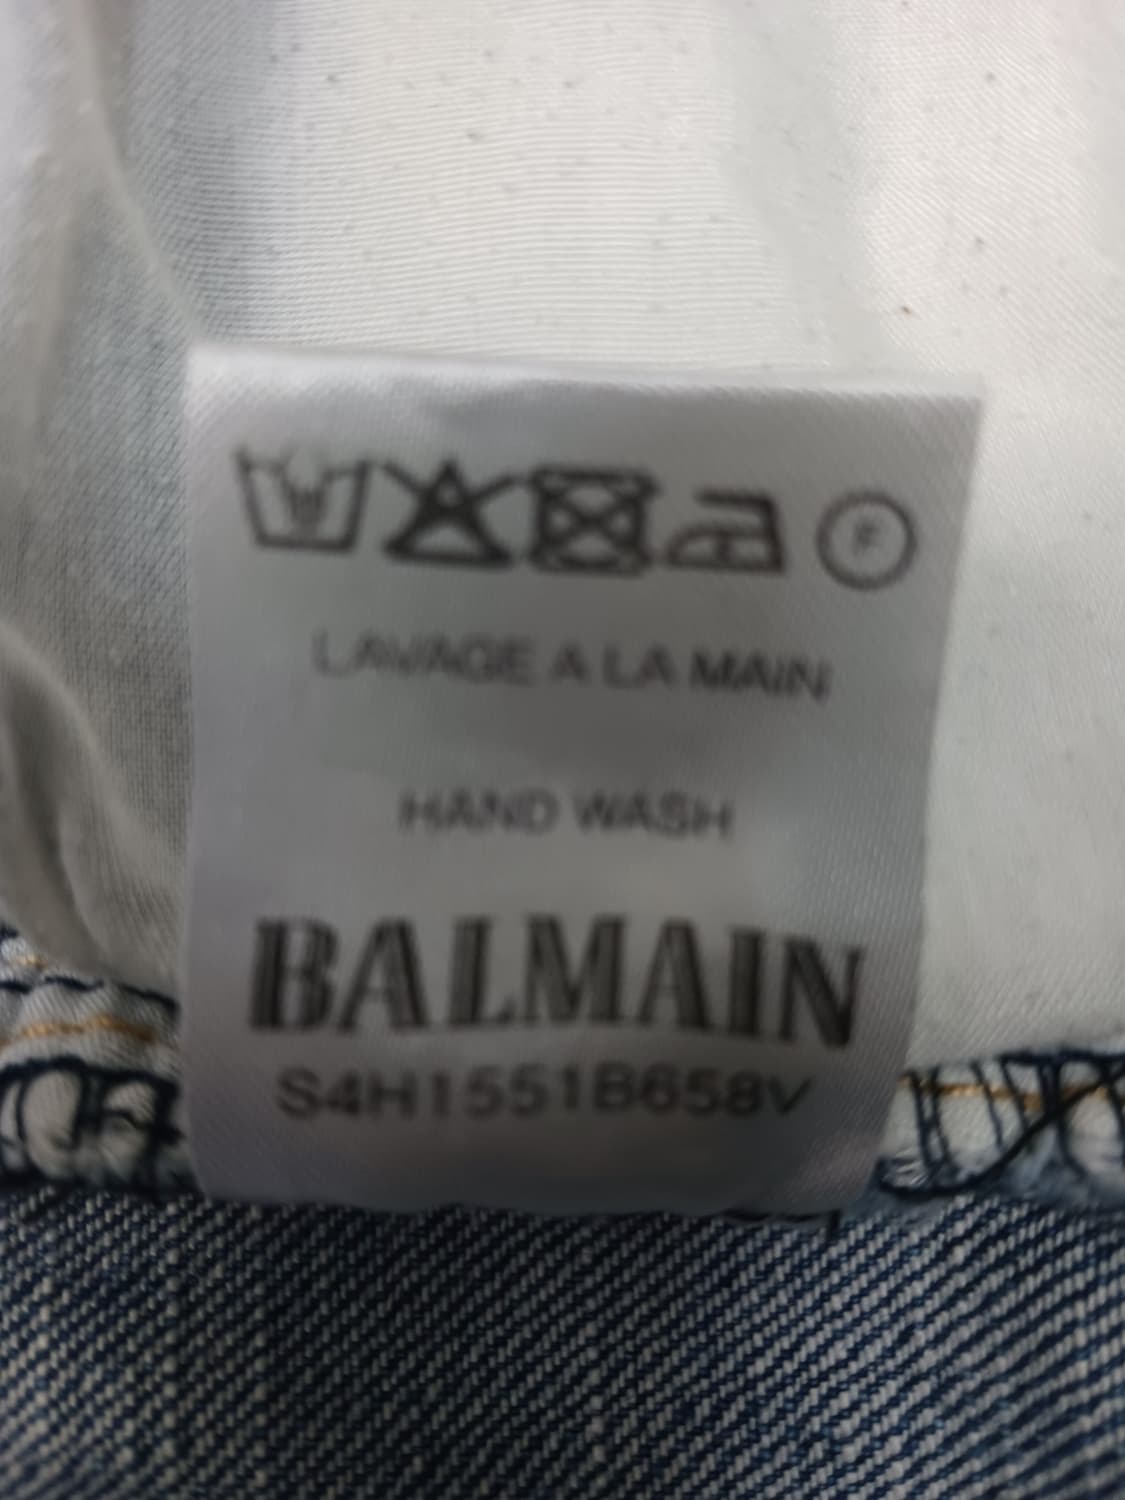 F
LAVAGE A LA MAIN
HAND WASH
BALMAIN
S4H1551B658V